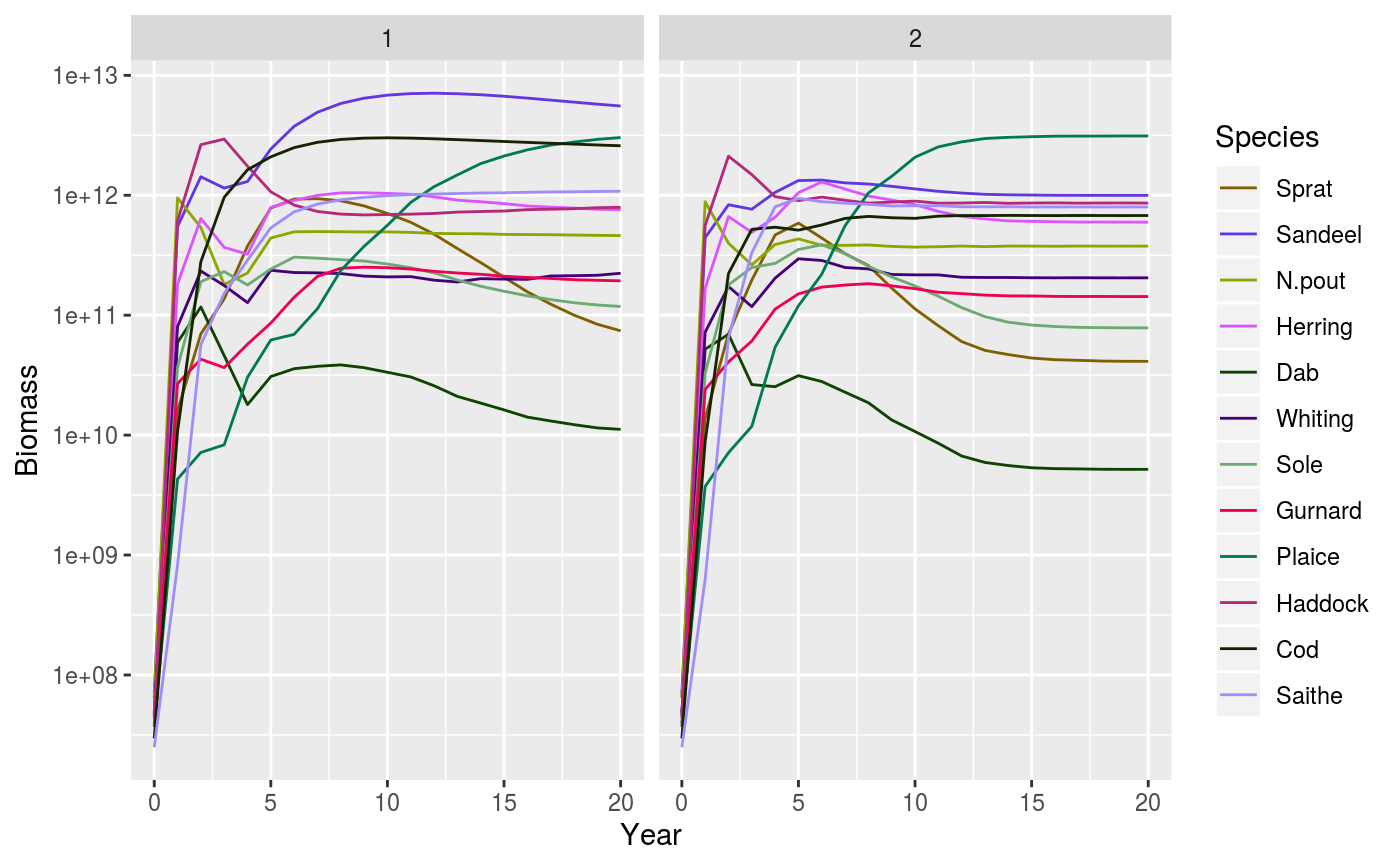 1 2
1e+13
1e+12
1e+11
1e+10
1e+09
1e+08
Biomass
0 5 10 15 20 0 5 10 15 20
Year
Species
Sprat
Sandeel
N.pout
Herring
Dab
Whiting
Sole
Gurnard
Plaice
Haddock
Cod
Saithe